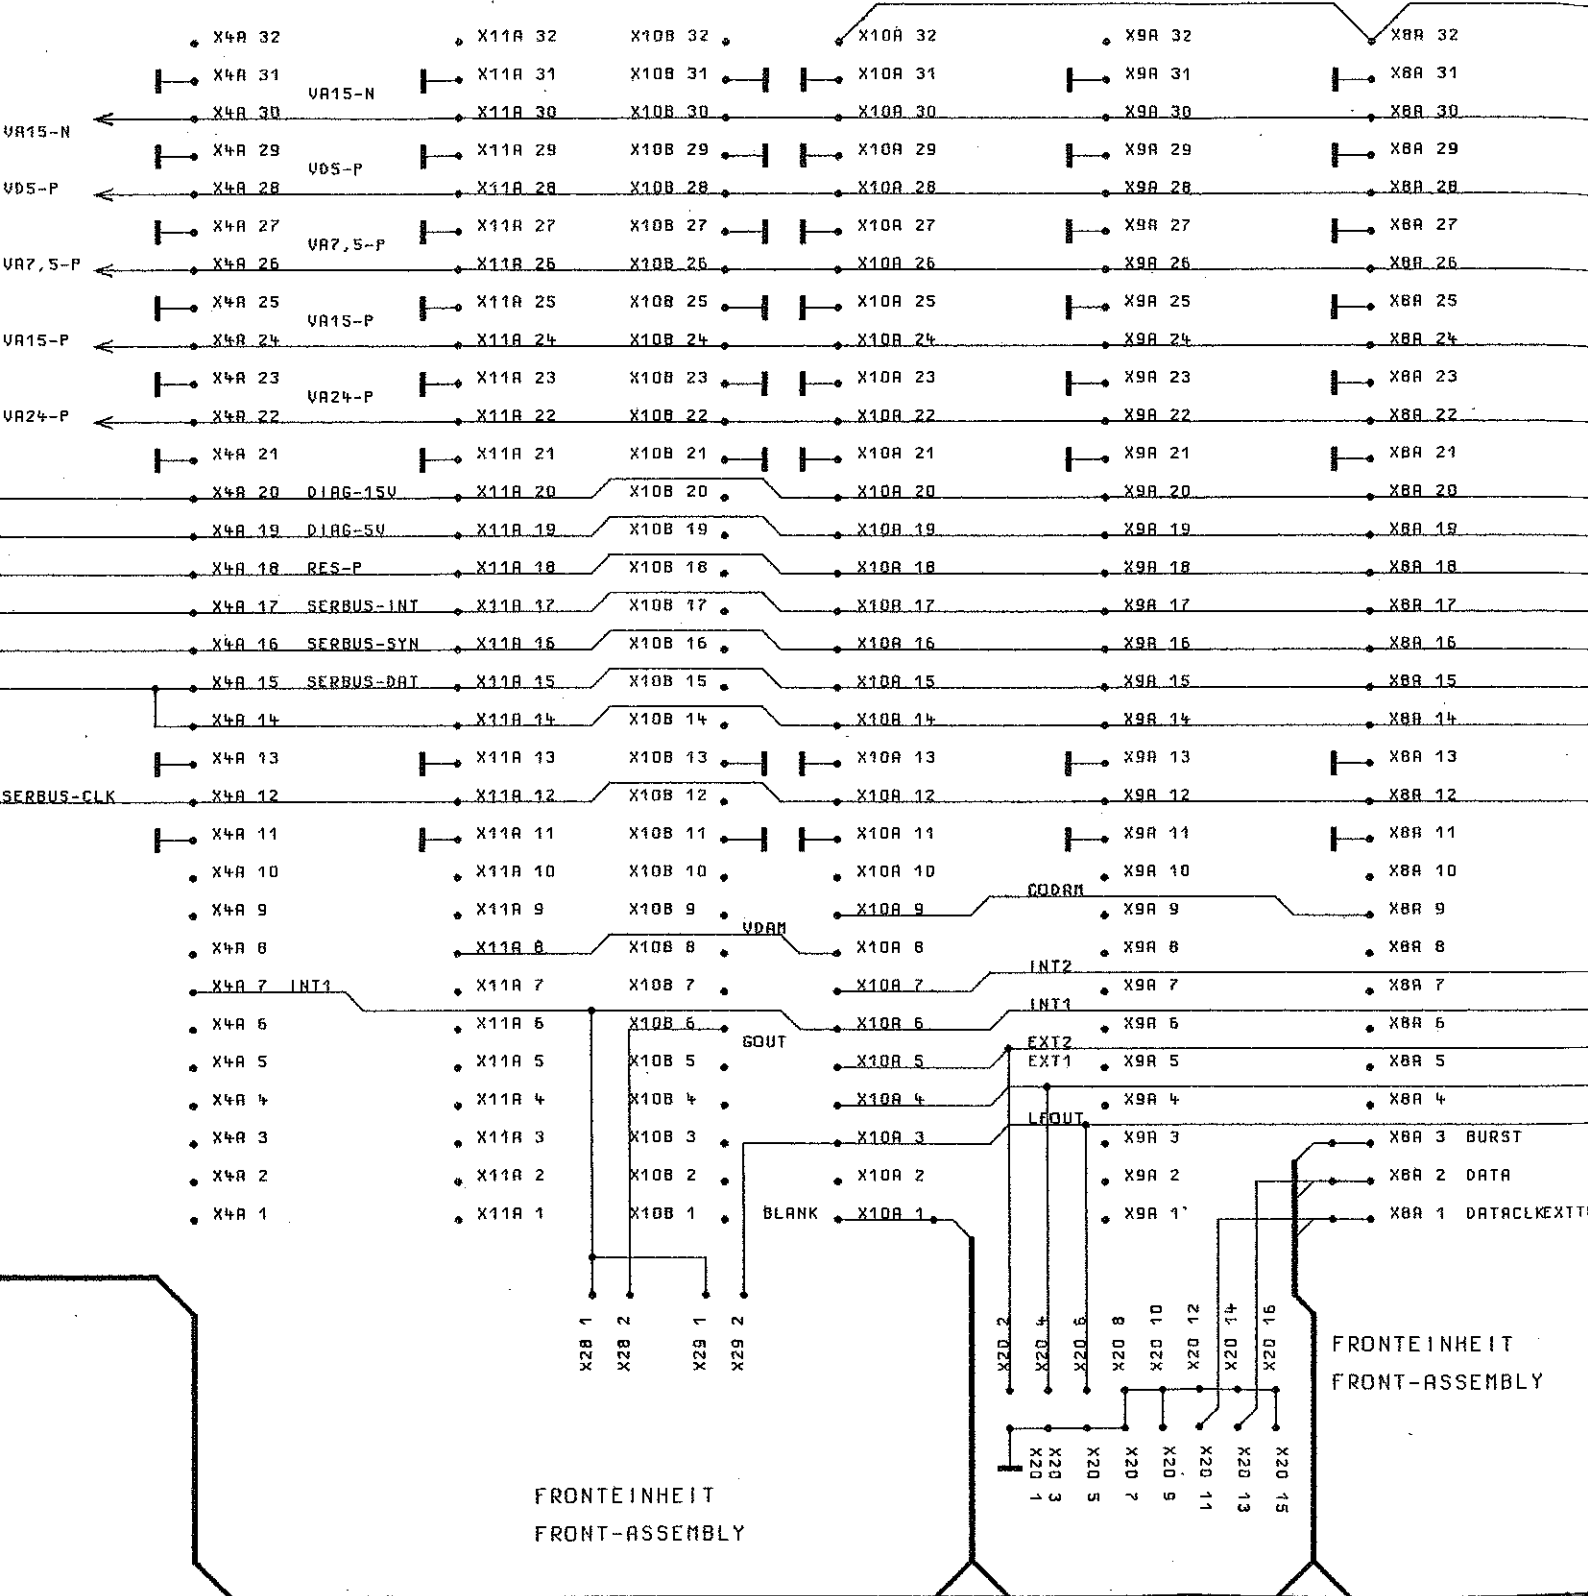 X4A 32 X11A 32 X10B 32 X10A 32 X9A 32 X8A 32
X4A 31 X11A 31 X10B 31 X10A 31 X9A 31 X8A 31
VA15-N
X4A 30 X11A 30 X10B 30 X10A 30 X9A 30 X8A 30
VA15-N
X4A 29 X11A 29 X10B 29 X10A 29 X9A 29 X8A 29
VD5-P
VD5-P X4A 28 X11A 28 X10B 28 X10A 28 X9A 28 X8A 28
X4A 27 X11A 27 X10B 27 X10A 27 X9A 27 X8A 27
VA7,5-P
VA7,5-P X4A 26 X11A 26 X10B 26 X10A 26 X9A 26 X8A 26
X4A 25 X11A 25 X10B 25 X10A 25 X9A 25 X8A 25
VA15-P
VA15-P X4A 24 X11A 24 X10B 24 X10A 24 X9A 24 X8A 24
X4A 23 X11A 23 X10B 23 X10A 23 X9A 23 X8A 23
VA24-P
VA24-P X4A 22 X11A 22 X10B 22 X10A 22 X9A 22 X8A 22
X4A 21 X11A 21 X10B 21 X10A 21 X9A 21 X8A 21
X4A 20 DIAG-15V X11A 20 X10B 20 X10A 20 X9A 20 X8A 20
X4A 19 DIAG-5V X11A 19 X10B 19 X10A 19 X9A 19 X8A 19
X4A 18 RES-P X11A 18 X10B 18 X10A 18 X9A 18 X8A 18
X4A 17 SERBUS-INT X11A 17 X10B 17 X10A 17 X9A 17 X8A 17
X4A 16 SERBUS-SYN X11A 16 X10B 16 X10A 16 X9A 16 X8A 16
X4A 15 SERBUS-DAT X11A 15 X10B 15 X10A 15 X9A 15 X8A 15
X4A 14 X11A 14 X10B 14 X10A 14 X9A 14 X8A 14
X4A 13 X11A 13 X10B 13 X10A 13 X9A 13 X8A 13
SERBUS-CLK X4A 12 X11A 12 X10B 12 X10A 12 X9A 12 X8A 12
X4A 11 X11A 11 X10B 11 X10A 11 X9A 11 X8A 11
X4A 10 X11A 10 X10B 10 X10A 10 X9A 10 X8A 10
CODAM
X4A 9 X11A 9 X10B 9 X10A 9 X9A 9 X8A 9
VDAM
X4A 8 X11A 8 X10B 8 X10A 8 X9A 8 X8A 8
INT2
X4A 7 INT1 X11A 7 X10B 7 X10A 7 X9A 7 X8A 7
INT1
X4A 6 X11A 6 X10B 6 X10A 6 X9A 6 X8A 6
GOUT EXT2
X4A 5 X11A 5 X10B 5 X10A 5 EXT1 X9A 5 X8A 5
X4A 4 X11A 4 X10B 4 X10A 4 X9A 4 X8A 4
LFOUT
X4A 3 X11A 3 X10B 3 X10A 3 X9A 3 X8A 3 BURST
X4A 2 X11A 2 X10B 2 X10A 2 X9A 2 X8A 2 DATA
X4A 1 X11A 1 X10B 1 BLANK X10A 1 X9A 1 X8A 1 DATACLKEXTT
X28 1
X28 2
X29 1
X29 2
X20 2
X20 4
X20 6
X20 8
X20 10
X20 12
X20 14
X20 16
FRONTEINHEIT
FRONT-ASSEMBLY
X20 1
X20 3
X20 5
X20 7
X20 9
X20 11
X20 13
X20 15
FRONTEINHEIT
FRONT-ASSEMBLY